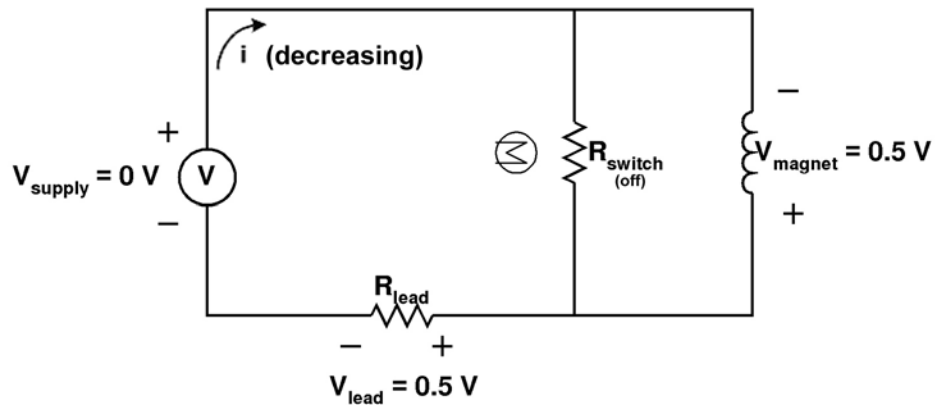 i (decreasing)
+
−
V_supply = 0 V
V
R_switch
(off)
V_magnet = 0.5 V
−
+
R_lead
− +
V_lead = 0.5 V